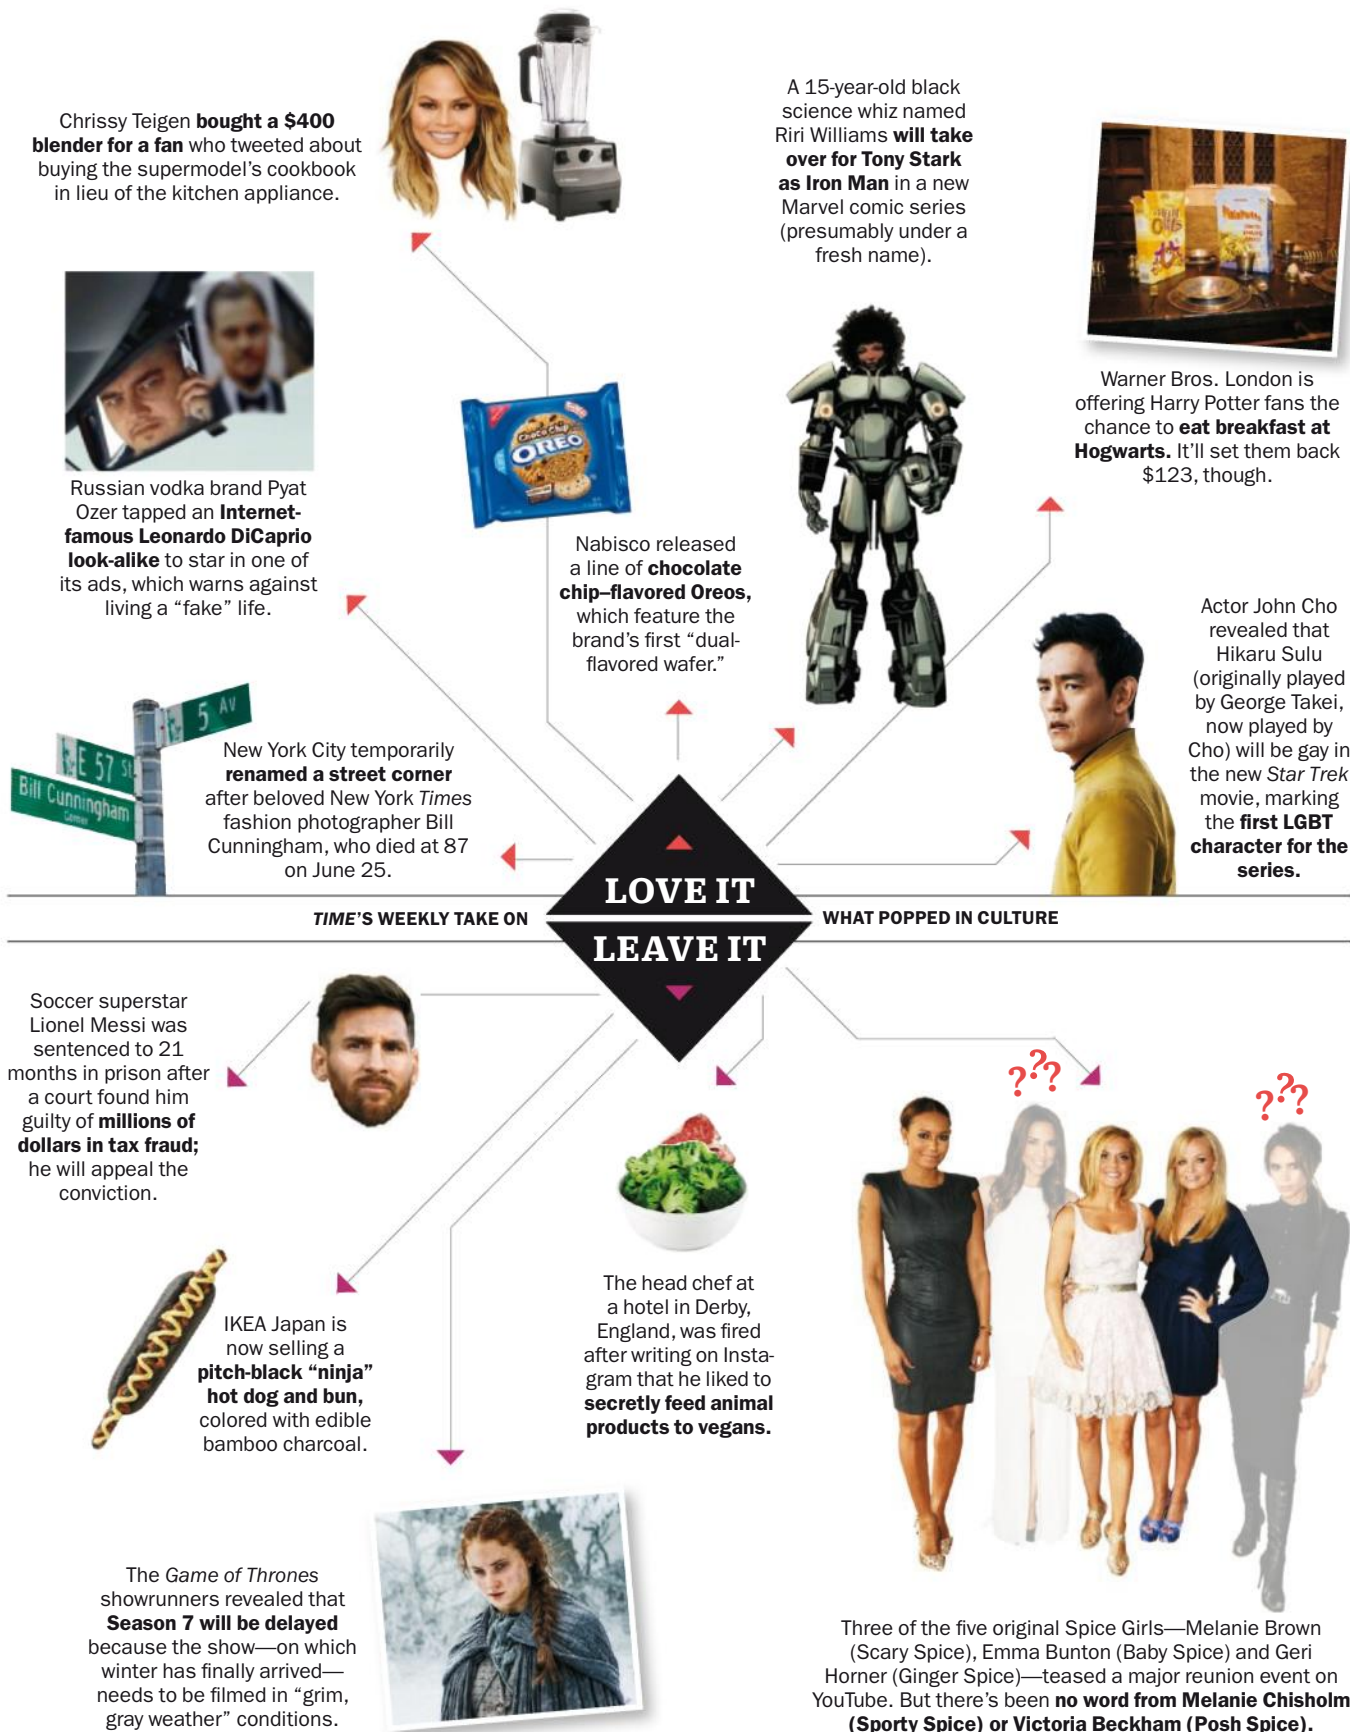 Chrissy Teigen bought a $400
blender for a fan who tweeted about
buying the supermodel's cookbook
in lieu of the kitchen appliance.
A 15-year-old black
science whiz named
Riri Williams will take
over for Tony Stark
as Iron Man in a new
Marvel comic series
(presumably under a
fresh name).
Warner Bros. London is
offering Harry Potter fans the
chance to eat breakfast at
Hogwarts. It'll set them back
$123, though.
Russian vodka brand Pyat
Ozer tapped an Internet-
famous Leonardo DiCaprio
look-alike to star in one of
its ads, which warns against
living a “fake” life.
Choco Chip
OREO
Nabisco released
a line of chocolate
chip–flavored Oreos,
which feature the
brand's first “dual-
flavored wafer.”
Actor John Cho
revealed that
Hikaru Sulu
(originally played
by George Takei,
now played by
Cho) will be gay in
the new Star Trek
movie, marking
the first LGBT
character for the
series.
5 AV
E 57 St
Bill Cunningham
Corner
New York City temporarily
renamed a street corner
after beloved New York Times
fashion photographer Bill
Cunningham, who died at 87
on June 25.
LOVE IT
TIME'S WEEKLY TAKE ON
WHAT POPPED IN CULTURE
LEAVE IT
Soccer superstar
Lionel Messi was
sentenced to 21
months in prison after
a court found him
guilty of millions of
dollars in tax fraud;
he will appeal the
conviction.
???
???
IKEA Japan is
now selling a
pitch-black “ninja”
hot dog and bun,
colored with edible
bamboo charcoal.
The head chef at
a hotel in Derby,
England, was fired
after writing on Insta-
gram that he liked to
secretly feed animal
products to vegans.
The Game of Thrones
showrunners revealed that
Season 7 will be delayed
because the show—on which
winter has finally arrived—
needs to be filmed in “grim,
gray weather” conditions.
Three of the five original Spice Girls—Melanie Brown
(Scary Spice), Emma Bunton (Baby Spice) and Geri
Horner (Ginger Spice)—teased a major reunion event on
YouTube. But there's been no word from Melanie Chisholm
(Sporty Spice) or Victoria Beckham (Posh Spice).